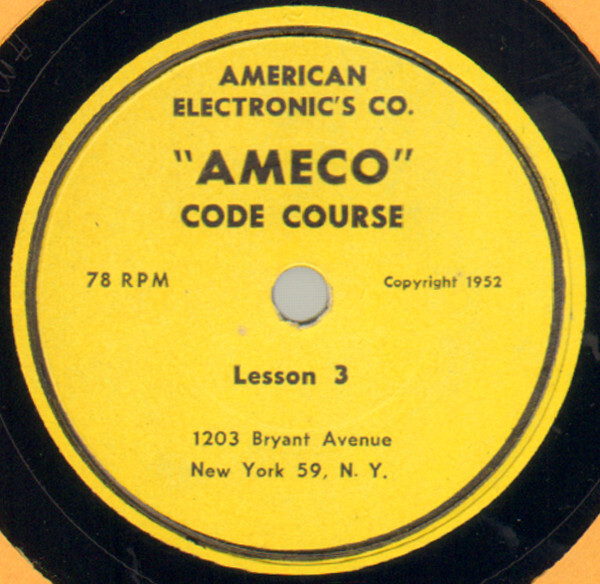 AMERICAN
ELECTRONIC'S CO.
"AMECO"
CODE COURSE
78 RPM
Copyright 1952
Lesson 3
1203 Bryant Avenue
New York 59, N. Y.